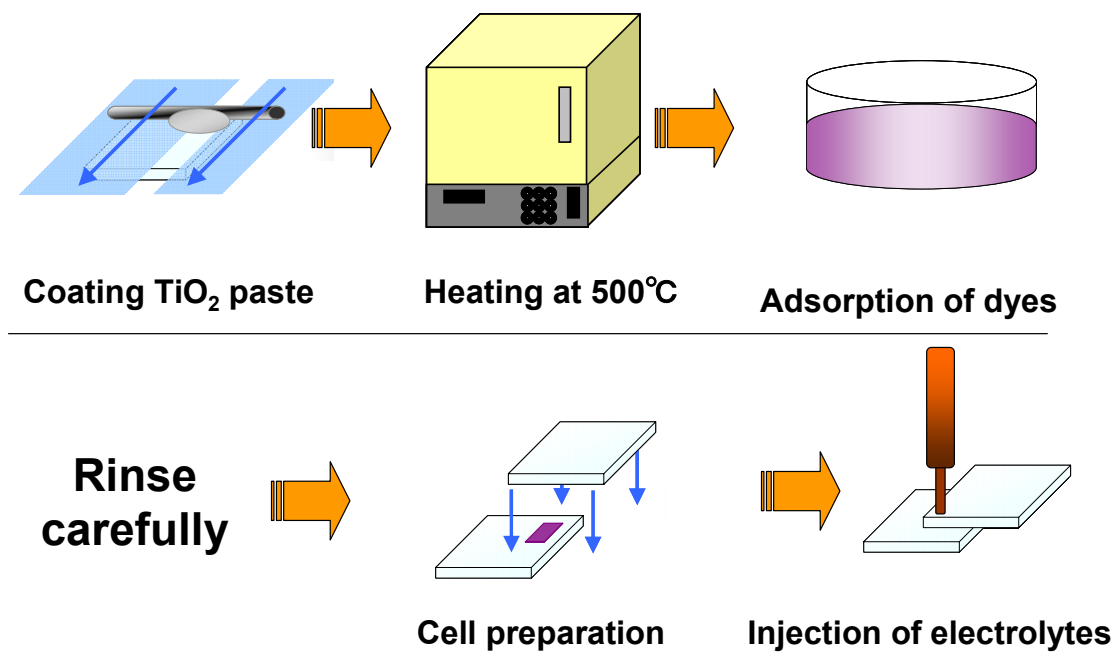 Coating TiO₂ paste
Heating at 500℃
Adsorption of dyes
Rinse
carefully
Cell preparation
Injection of electrolytes